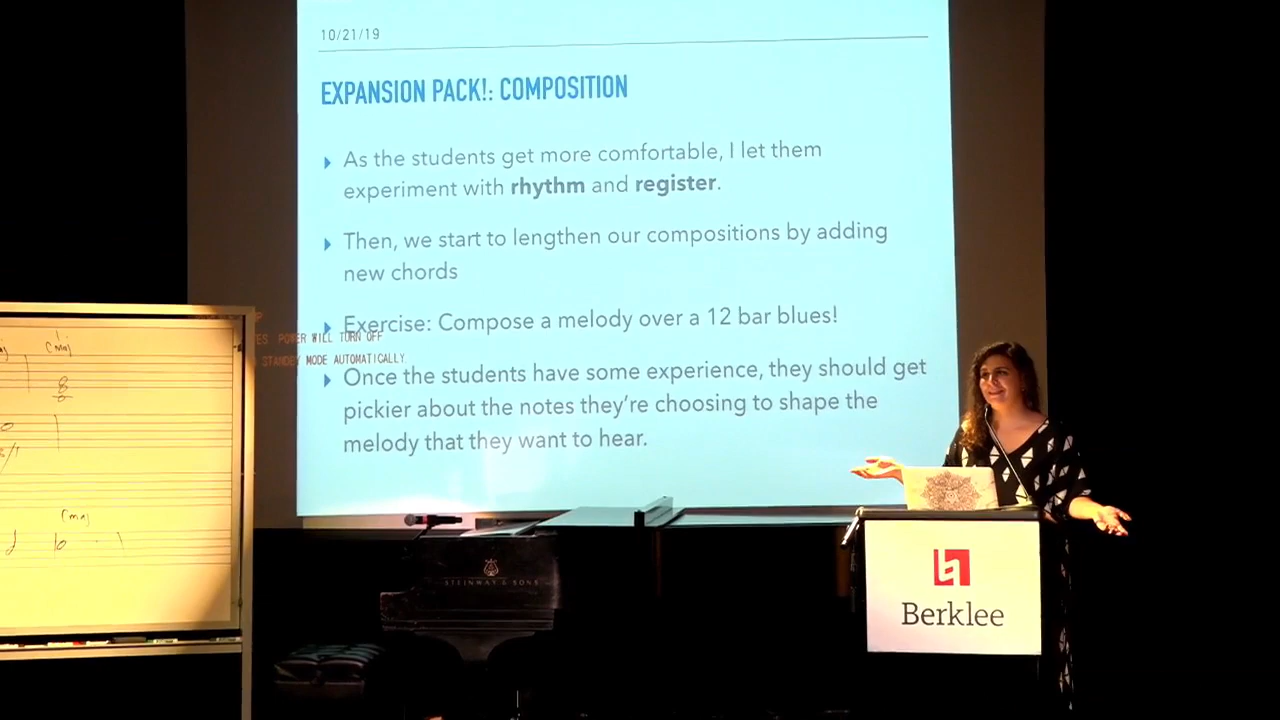 10/21/19
EXPANSION PACK!: COMPOSITION
As the students get more comfortable, I let them
experiment with rhythm and register.
Then, we start to lengthen our compositions by adding
new chords
Exercise: Compose a melody over a 12 bar blues!
POWER WILL TURN OFF
STANDBY MODE AUTOMATICALLY.
Once the students have some experience, they should get
pickier about the notes they're choosing to shape the
melody that they want to hear.
Cmaj
Cmaj
STEINWAY & SONS
Berklee